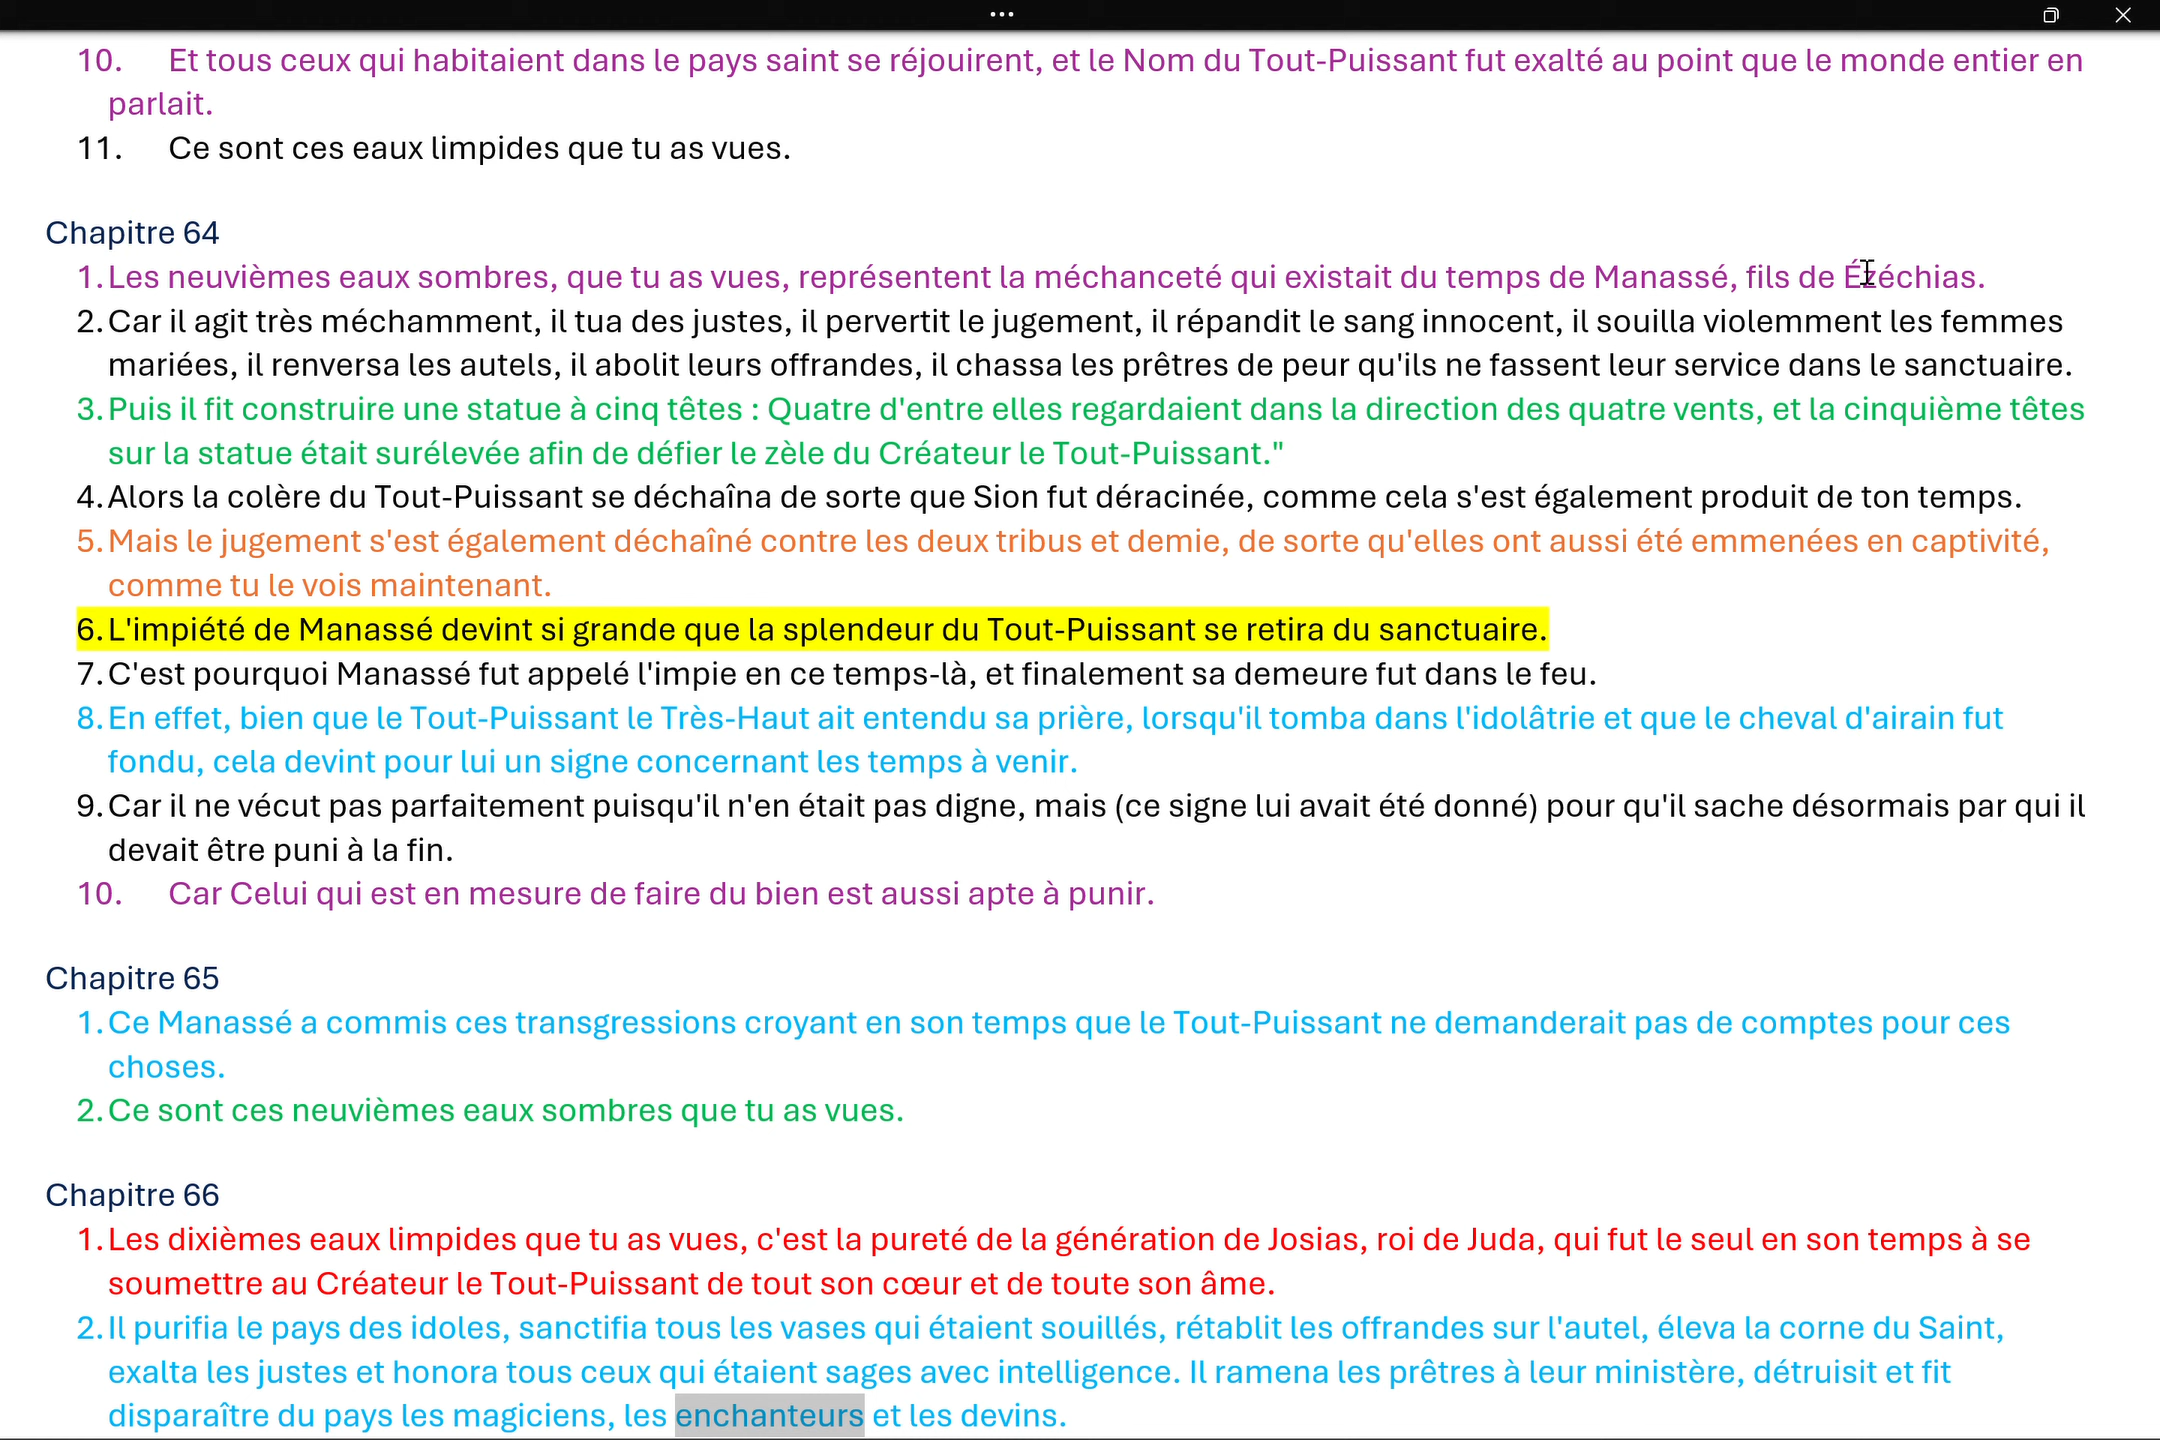 10. Et tous ceux qui habitaient dans le pays saint se réjouirent, et le Nom du Tout-Puissant fut exalté au point que le monde entier en
parlait.
11. Ce sont ces eaux limpides que tu as vues.
Chapitre 64
1. Les neuvièmes eaux sombres, que tu as vues, représentent la méchanceté qui existait du temps de Manassé, fils de Ézéchias.
2. Car il agit très méchamment, il tua des justes, il pervertit le jugement, il répandit le sang innocent, il souilla violemment les femmes
mariées, il renversa les autels, il abolit leurs offrandes, il chassa les prêtres de peur qu'ils ne fassent leur service dans le sanctuaire.
3. Puis il fit construire une statue à cinq têtes : Quatre d'entre elles regardaient dans la direction des quatre vents, et la cinquième têtes
sur la statue était surélevée afin de défier le zèle du Créateur le Tout-Puissant."
4. Alors la colère du Tout-Puissant se déchaîna de sorte que Sion fut déracinée, comme cela s'est également produit de ton temps.
5. Mais le jugement s'est également déchaîné contre les deux tribus et demie, de sorte qu'elles ont aussi été emmenées en captivité,
comme tu le vois maintenant.
6. L'impiété de Manassé devint si grande que la splendeur du Tout-Puissant se retira du sanctuaire.
7. C'est pourquoi Manassé fut appelé l'impie en ce temps-là, et finalement sa demeure fut dans le feu.
8. En effet, bien que le Tout-Puissant le Très-Haut ait entendu sa prière, lorsqu'il tomba dans l'idolâtrie et que le cheval d'airain fut
fondu, cela devint pour lui un signe concernant les temps à venir.
9. Car il ne vécut pas parfaitement puisqu'il n'en était pas digne, mais (ce signe lui avait été donné) pour qu'il sache désormais par qui il
devait être puni à la fin.
10. Car Celui qui est en mesure de faire du bien est aussi apte à punir.
Chapitre 65
1. Ce Manassé a commis ces transgressions croyant en son temps que le Tout-Puissant ne demanderait pas de comptes pour ces
choses.
2. Ce sont ces neuvièmes eaux sombres que tu as vues.
Chapitre 66
1. Les dixièmes eaux limpides que tu as vues, c'est la pureté de la génération de Josias, roi de Juda, qui fut le seul en son temps à se
soumettre au Créateur le Tout-Puissant de tout son cœur et de toute son âme.
2. Il purifia le pays des idoles, sanctifia tous les vases qui étaient souillés, rétablit les offrandes sur l'autel, éleva la corne du Saint,
exalta les justes et honora tous ceux qui étaient sages avec intelligence. Il ramena les prêtres à leur ministère, détruisit et fit
disparaître du pays les magiciens, les enchanteurs et les devins.